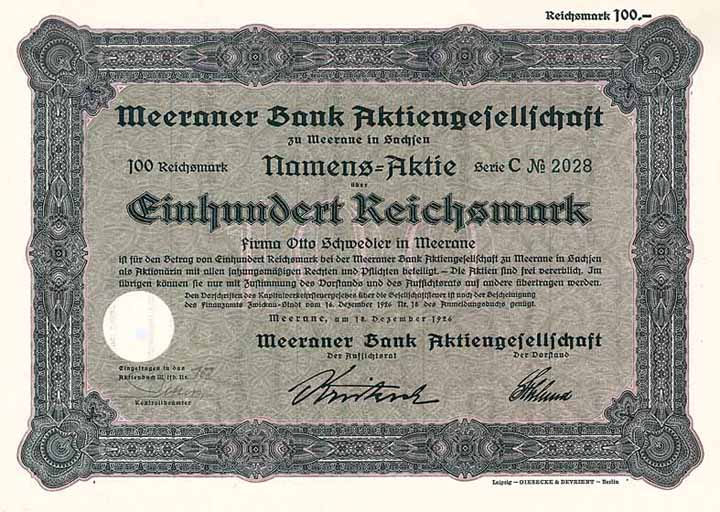 Reichsmark 100.–
Meeraner Bank Aktiengesellschaft
zu Meerane in Sachsen
100 Reichsmark Namens=Aktie Serie C № 2028
über
Einhundert Reichsmark
Firma Otto Schwedler in Meerane
ist für den Betrag von Einhundert Reichsmark bei der Meeraner Bank Aktiengesellschaft zu Meerane in Sachsen
als Aktionärin mit allen satzungsmäßigen Rechten und Pflichten beteiligt. – Die Aktien sind frei vererblich. Im
übrigen können sie nur mit Zustimmung des Vorstands und des Aufsichtsrats auf andere übertragen werden.
Den Vorschriften des Kapitalverkehrsteuergesetzes über die Gesellschaftsteuer ist nach der Bescheinigung
des Finanzamts Zwickau-Stadt vom 16. Dezember 1926 Nr. 18 des Anmeldungsbuchs genügt.
Meerane, am 18. Dezember 1926
Meeraner Bank Aktiengesellschaft
Der Aufsichtsrat Der Vorstand
Eingetragen in das
Aktienbuch III lfd. Nr.
Kontrollbeamter
Leipzig – GIESECKE & DEVRIENT – Berlin